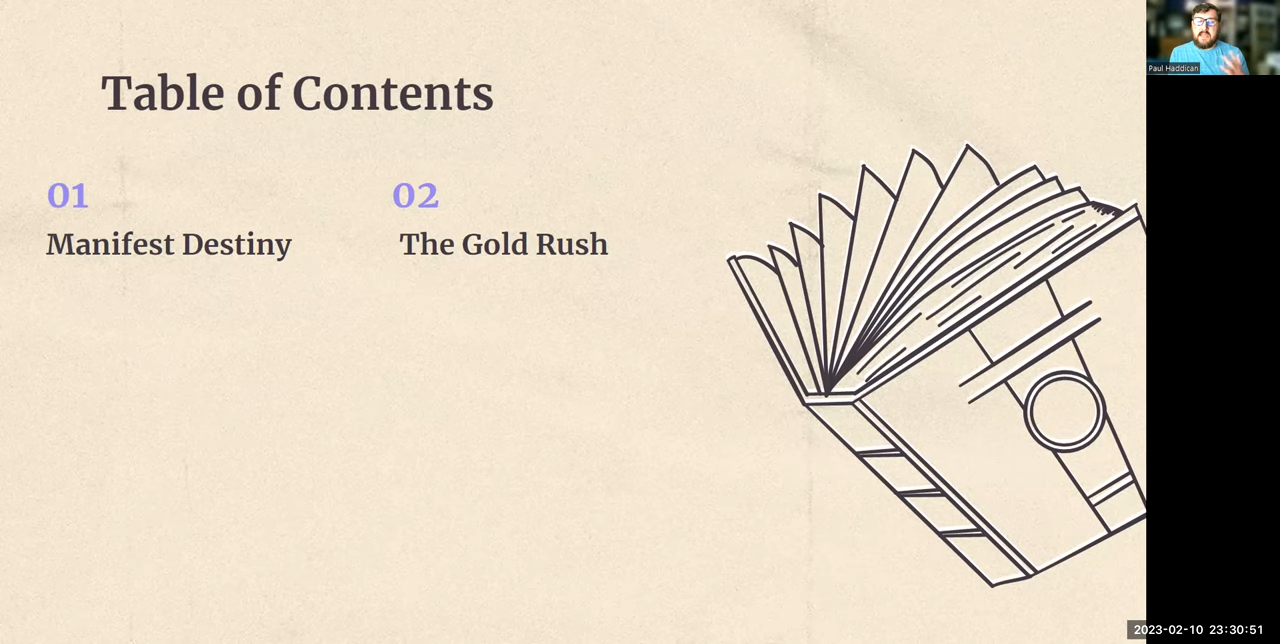 Table of Contents
01
Manifest Destiny
02
The Gold Rush
Paul Haddican
2023-02-10 23:30:51